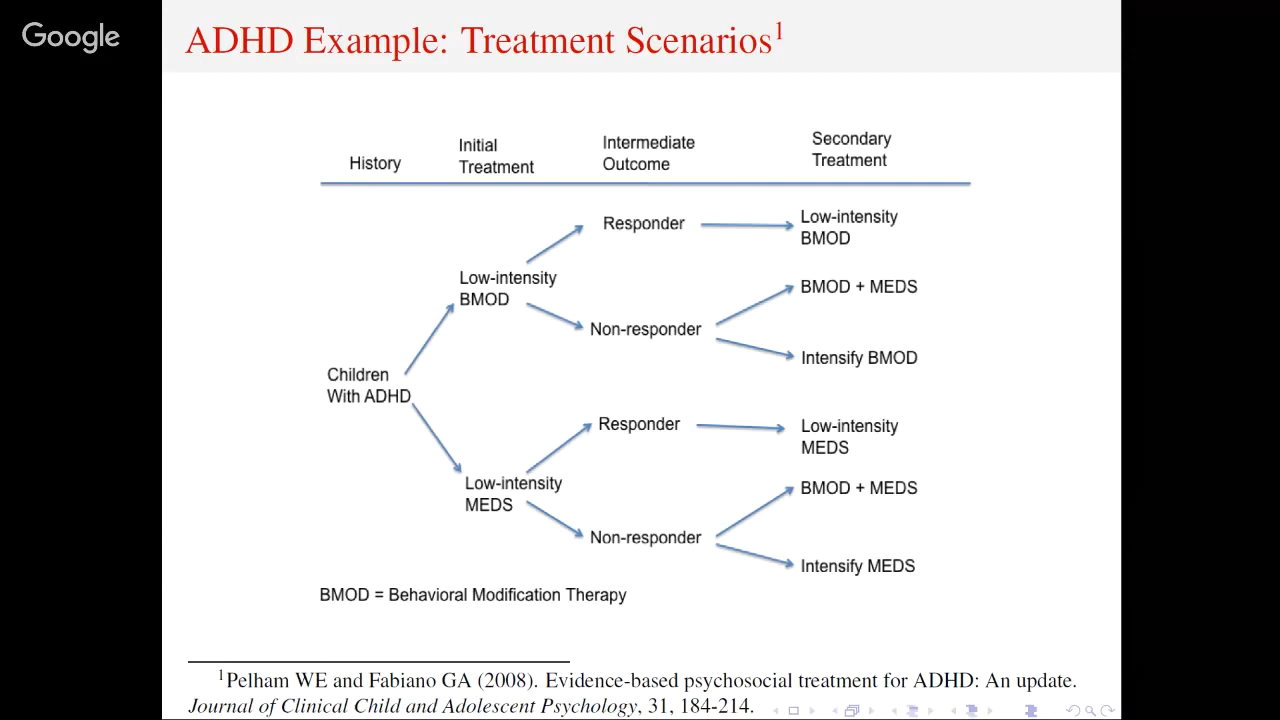 Google
ADHD Example: Treatment Scenarios1
History
Initial
Treatment
Intermediate
Outcome
Secondary
Treatment
Children
With ADHD
Low-intensity
BMOD
Responder
Low-intensity
BMOD
Non-responder
BMOD + MEDS
Intensify BMOD
Low-intensity
MEDS
Responder
Low-intensity
MEDS
Non-responder
BMOD + MEDS
Intensify MEDS
BMOD = Behavioral Modification Therapy
1Pelham WE and Fabiano GA (2008). Evidence-based psychosocial treatment for ADHD: An update.
Journal of Clinical Child and Adolescent Psychology, 31, 184-214.